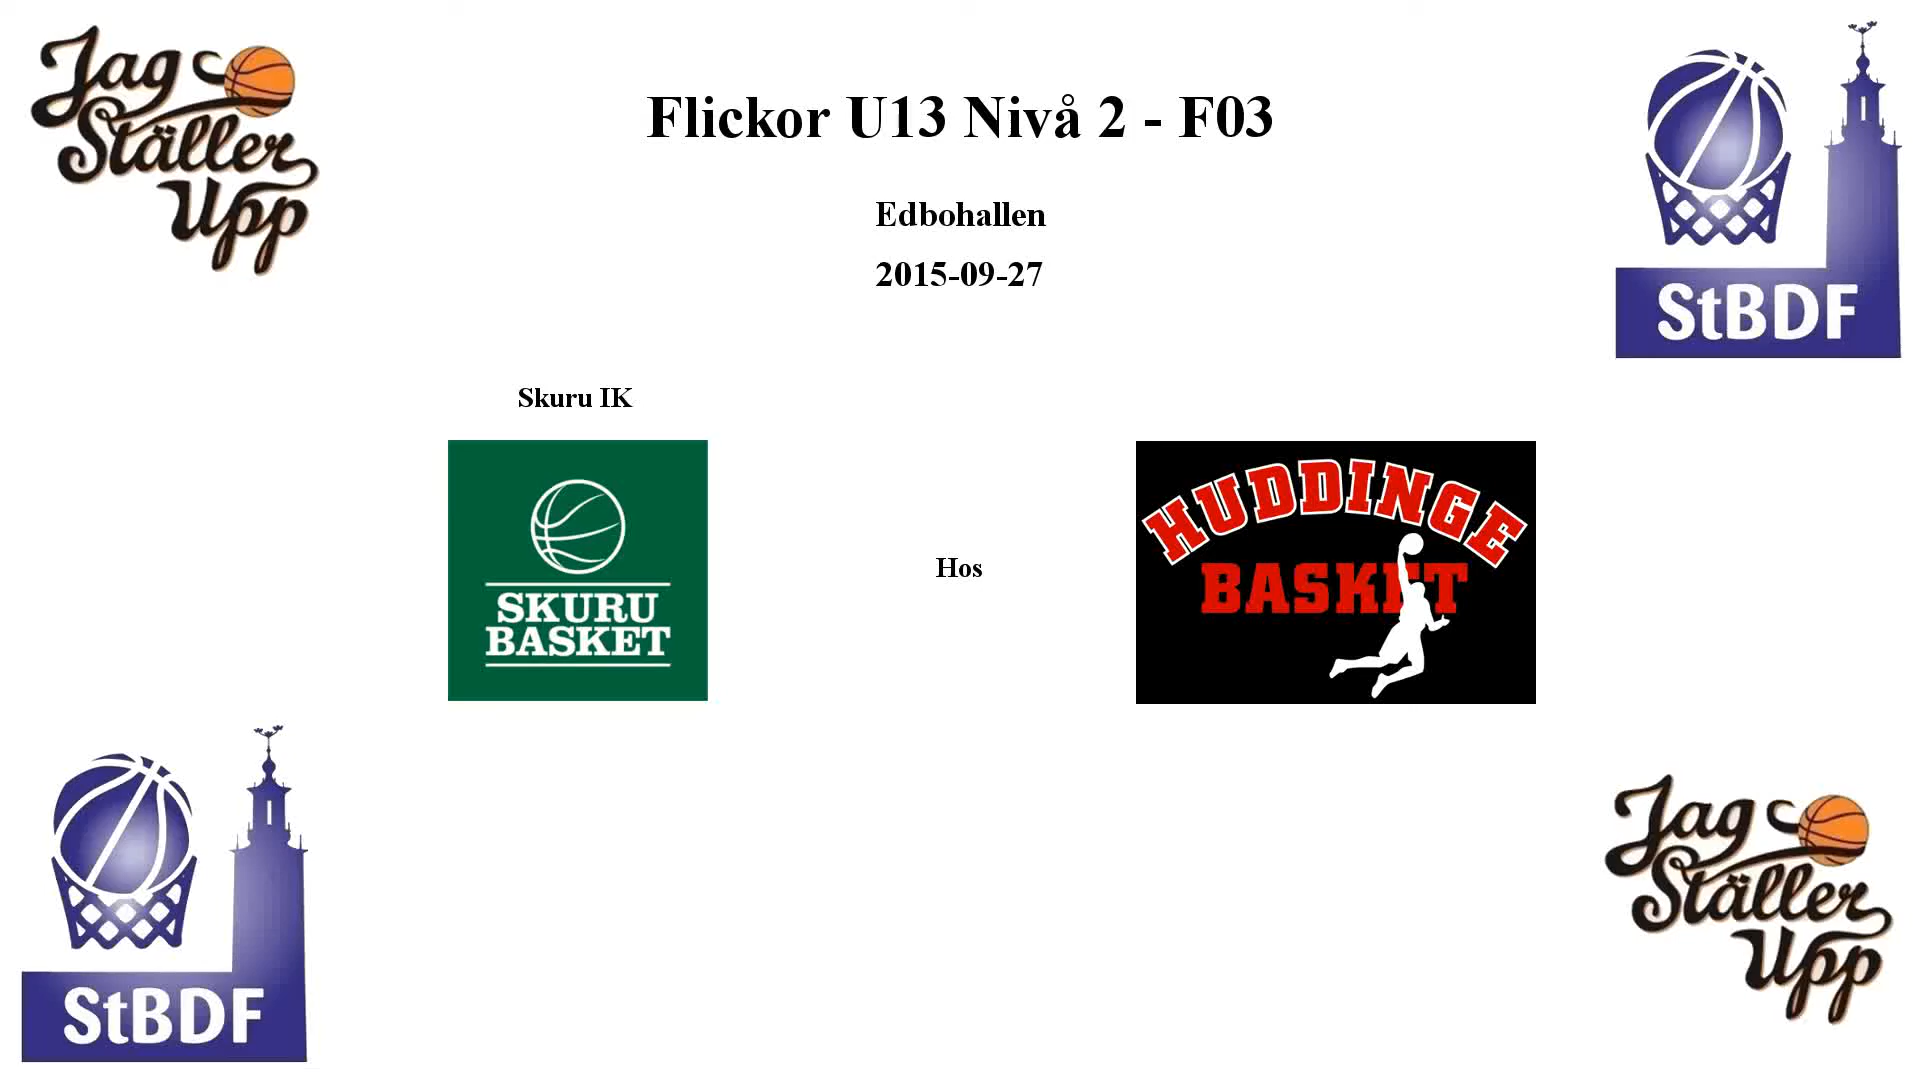 Jag
Ställer
Upp
Flickor U13 Nivå 2 - F03
Edbohallen
2015-09-27
StBDF
Skuru IK
SKURU
BASKET
Hos
HUDDINGE
BASKET
StBDF
Jag
Ställer
Upp